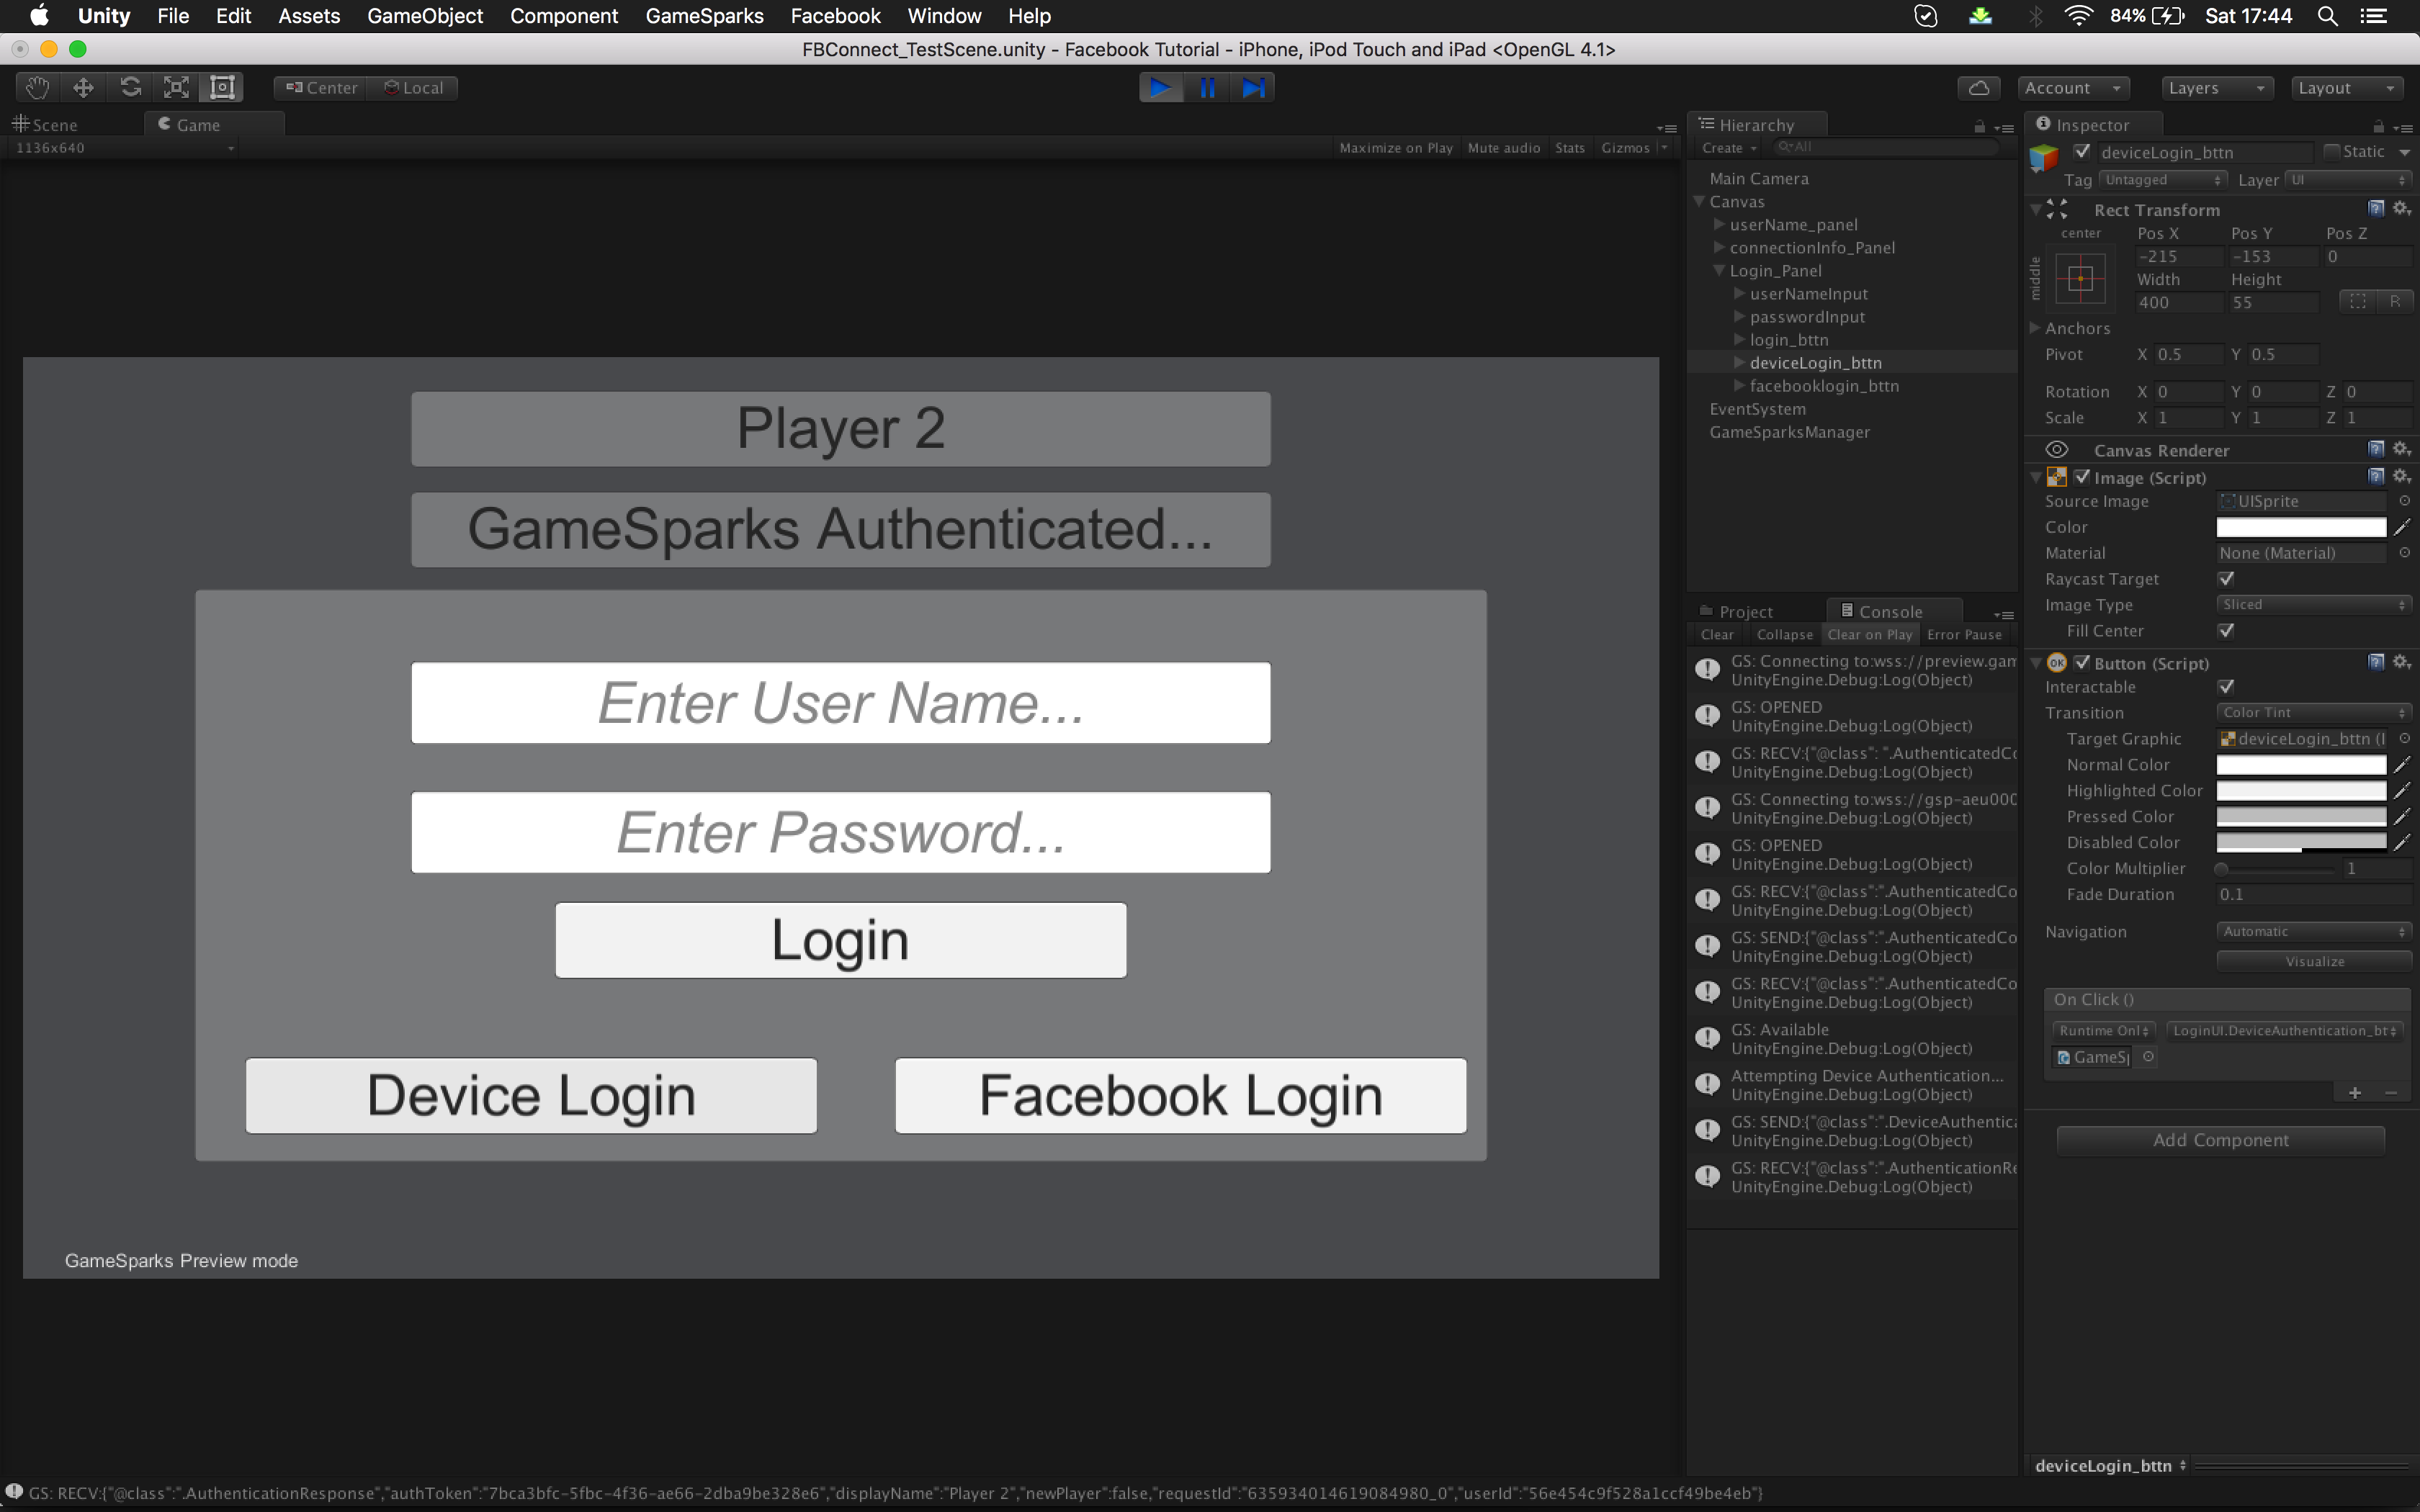 Unity File Edit Assets GameObject Component GameSparks Facebook Window Help 84% Sat 17:44
FBConnect_TestScene.unity - Facebook Tutorial - iPhone, iPod Touch and iPad <OpenGL 4.1>
Center Local Account Layers Layout
Scene Game
1136x640 Maximize on Play Mute audio Stats Gizmos
Player 2
GameSparks Authenticated...
Enter User Name...
Enter Password...
Login
Device Login Facebook Login
GameSparks Preview mode
Hierarchy
Create All
Main Camera
Canvas
userName_panel
connectionInfo_Panel
Login_Panel
userNameInput
passwordInput
login_bttn
deviceLogin_bttn
facebooklogin_bttn
EventSystem
GameSparksManager
Project Console
Clear Collapse Clear on Play Error Pause
GS: Connecting to:wss://preview.gam
UnityEngine.Debug:Log(Object)
GS: OPENED
UnityEngine.Debug:Log(Object)
GS: RECV:{"@class": ".AuthenticatedCo
UnityEngine.Debug:Log(Object)
GS: Connecting to:wss://gsp-aeu000
UnityEngine.Debug:Log(Object)
GS: OPENED
UnityEngine.Debug:Log(Object)
GS: RECV:{"@class":".AuthenticatedCo
UnityEngine.Debug:Log(Object)
GS: SEND:{"@class":".AuthenticatedCo
UnityEngine.Debug:Log(Object)
GS: RECV:{"@class":".AuthenticatedCo
UnityEngine.Debug:Log(Object)
GS: Available
UnityEngine.Debug:Log(Object)
Attempting Device Authentication...
UnityEngine.Debug:Log(Object)
GS: SEND:{"@class":".DeviceAuthentica
UnityEngine.Debug:Log(Object)
GS: RECV:{"@class":".AuthenticationRe
UnityEngine.Debug:Log(Object)
Inspector
deviceLogin_bttn Static
Tag Untagged Layer UI
Rect Transform
center Pos X Pos Y Pos Z
middle -215 -153 0
Width Height
400 55 R
Anchors
Pivot X 0.5 Y 0.5
Rotation X 0 Y 0 Z 0
Scale X 1 Y 1 Z 1
Canvas Renderer
Image (Script)
Source Image UISprite
Color
Material None (Material)
Raycast Target
Image Type Sliced
Fill Center
OK Button (Script)
Interactable
Transition Color Tint
Target Graphic deviceLogin_bttn (I
Normal Color
Highlighted Color
Pressed Color
Disabled Color
Color Multiplier 1
Fade Duration 0.1
Navigation Automatic
Visualize
On Click ()
Runtime Onl LoginUI.DeviceAuthentication_bt
GameSp
Add Component
deviceLogin_bttn
GS: RECV:{"@class":".AuthenticationResponse","authToken":"7bca3bfc-5fbc-4f36-ae66-2dba9be328e6","displayName":"Player 2","newPlayer":false,"requestId":"635934014619084980_0","userId":"56e454c9f528a1ccf49be4eb"}